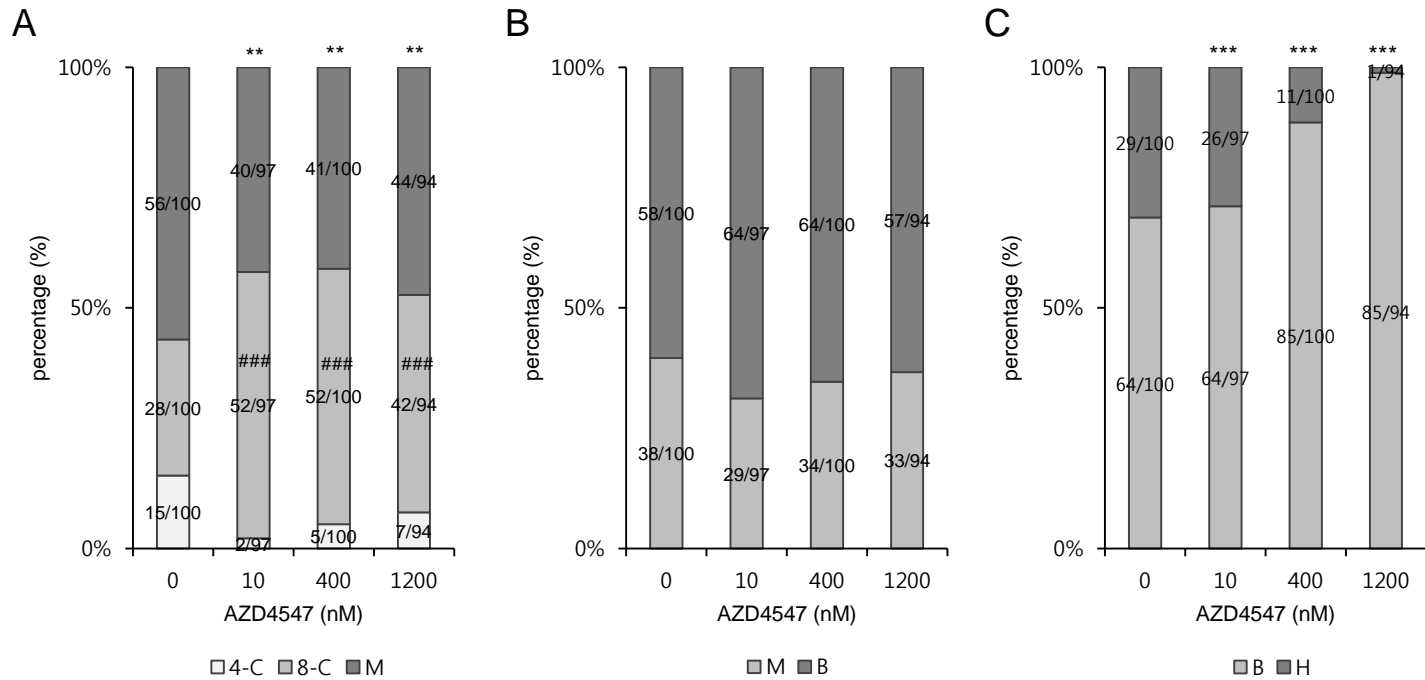 A
** ** **
100%
50%
0%
percentage (%)
56/100 40/97 41/100 44/94
### ### ###
28/100 52/97 52/100 42/94
15/100 2/97 5/100 7/94
0 10 400 1200
AZD4547 (nM)
4-C 8-C M
B
100%
50%
0%
percentage (%)
58/100 64/97 64/100 57/94
38/100 29/97 34/100 33/94
0 10 400 1200
AZD4547 (nM)
M B
C
*** *** ***
100%
50%
0%
percentage (%)
29/100 26/97 11/100 1/94
64/100 64/97 85/100 85/94
0 10 400 1200
AZD4547 (nM)
B H